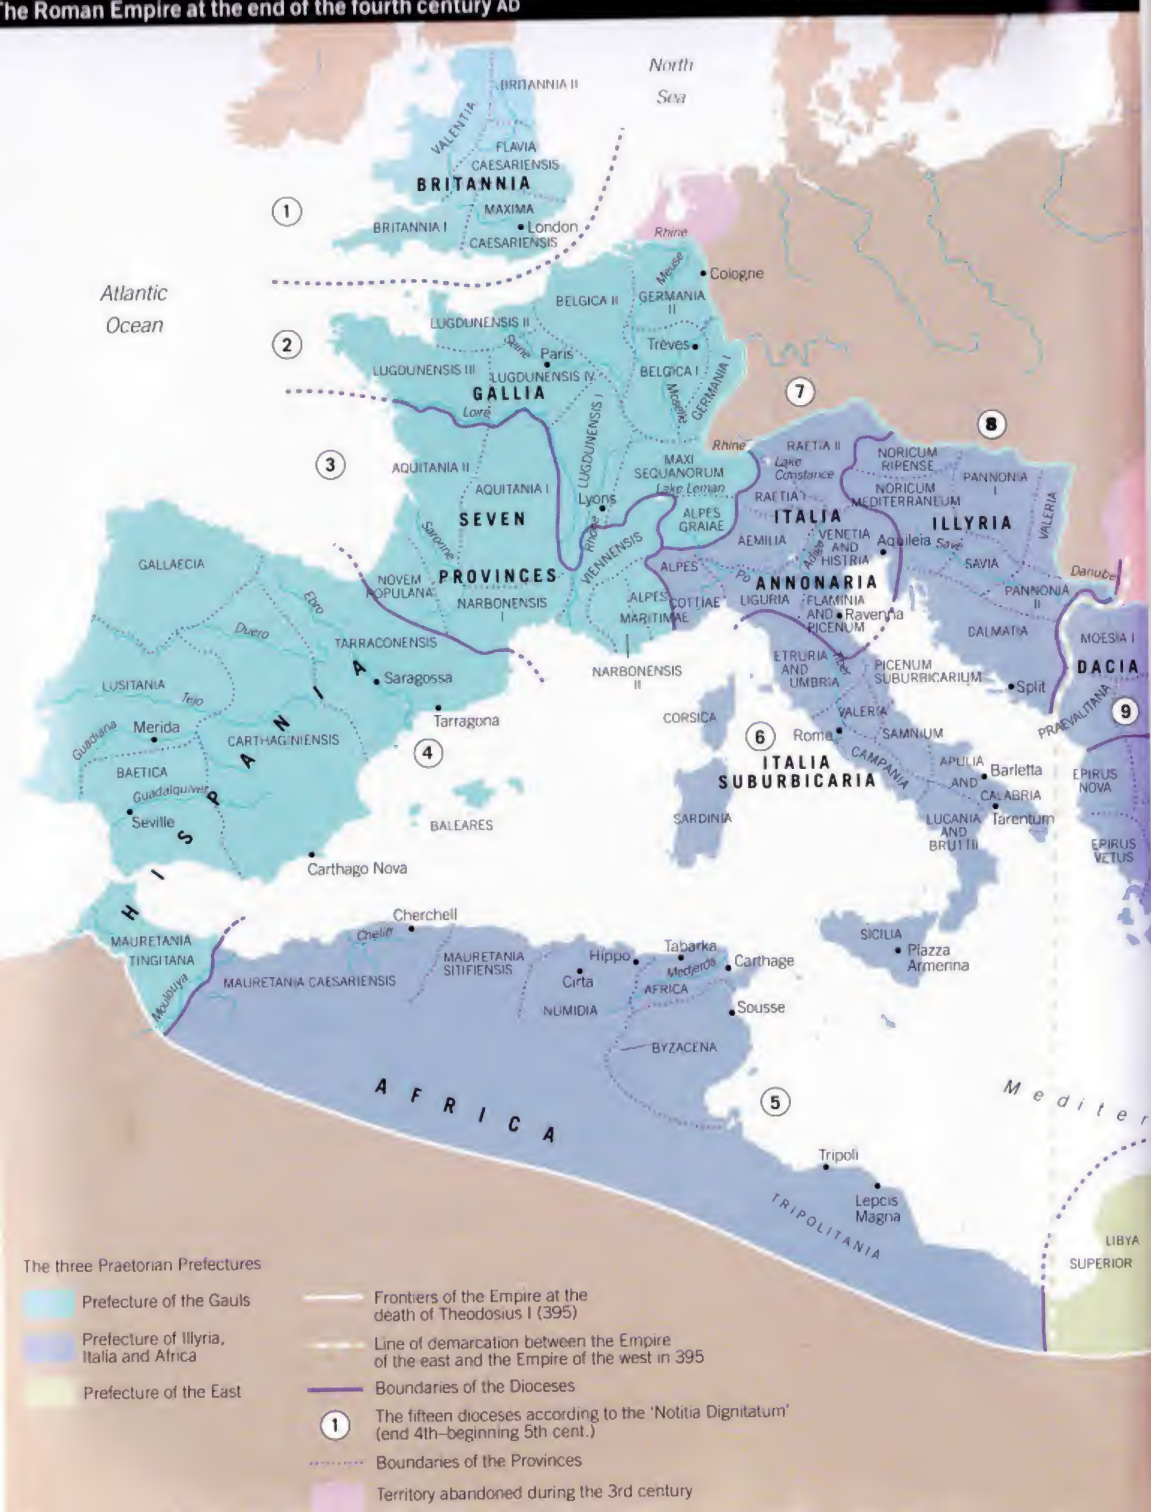 The Roman Empire at the end of the fourth century AD
North
Sea
BRITANNIA II
VALENTIA
FLAVIA
CAESARIENSIS
BRITANNIA
1
MAXIMA
BRITANNIA I
London
CAESARIENSIS
Rhine
Meuse
Cologne
Atlantic
Ocean
BELGICA II
GERMANIA
II
LUGDUNENSIS II
2
Seine
Paris
Trèves
LUGDUNENSIS III
LUGDUNENSIS IV
BELGICA I
GERMANIA I
Moselle
GALLIA
7
Loire
LUGDUNENSIS I
8
Rhine
RAETIA II
NORICUM
RIPENSE
3
AQUITANIA II
MAXI
SEQUANORUM
Lake
Constance
PANNONIA
I
AQUITANIA I
Lake Leman
RAETIA I
NORICUM
MEDITERRANEUM
VALERIA
Lyons
ALPES
GRAIAE
SEVEN
ITALIA
ILLYRIA
Garonne
Rhône
VIENNENSIS
AEMILIA
VENETIA
AND
HISTRIA
Adige
Aquileia
Save
GALLAECIA
SAVIA
Danube
NOVEM
POPULANA
PROVINCES
ALPES
COTTIAE
Po
ANNONARIA
PANNONIA
II
Ebro
NARBONENSIS
I
ALPES
MARITIMAE
LIGURIA
FLAMINIA
AND
PICENUM
Ravenna
Duero
TARRACONENSIS
DALMATIA
MOESIA I
Saragossa
NARBONENSIS
II
ETRURIA
AND
UMBRIA
Tiber
PICENUM
SUBURBICARIUM
DACIA
LUSITANIA
Tejo
Split
PRAEVALITANA
9
Tarragona
CORSICA
VALERIA
Guadiana
Merida
CARTHAGINIENSIS
4
6
Rome
SAMNIUM
ITALIA
SUBURBICARIA
CAMPANIA
BAETICA
APULIA
AND
CALABRIA
Barletta
EPIRUS
NOVA
Guadalquiver
Seville
BALEARES
SARDINIA
LUCANIA
AND
BRUTTII
Tarentum
EPIRUS
VETUS
HISPANIA
Carthago Nova
Cherchell
Cheliff
MAURETANIA
TINGITANA
MAURETANIA
SITIFIENSIS
Hippo
Tabarka
Medjerda
Carthage
SICILIA
Piazza
Armerina
Moulouya
MAURETANIA CAESARIENSIS
Cirta
AFRICA
NUMIDIA
Sousse
BYZACENA
AFRICA
5
Mediter
Tripoli
Lepcis
Magna
TRIPOLITANIA
LIBYA
SUPERIOR
The three Praetorian Prefectures
Prefecture of the Gauls
Prefecture of Illyria,
Italia and Africa
Prefecture of the East
Frontiers of the Empire at the
death of Theodosius I (395)
Line of demarcation between the Empire
of the east and the Empire of the west in 395
Boundaries of the Dioceses
1
The fifteen dioceses according to the 'Notitia Dignitatum'
(end 4th–beginning 5th cent.)
Boundaries of the Provinces
Territory abandoned during the 3rd century